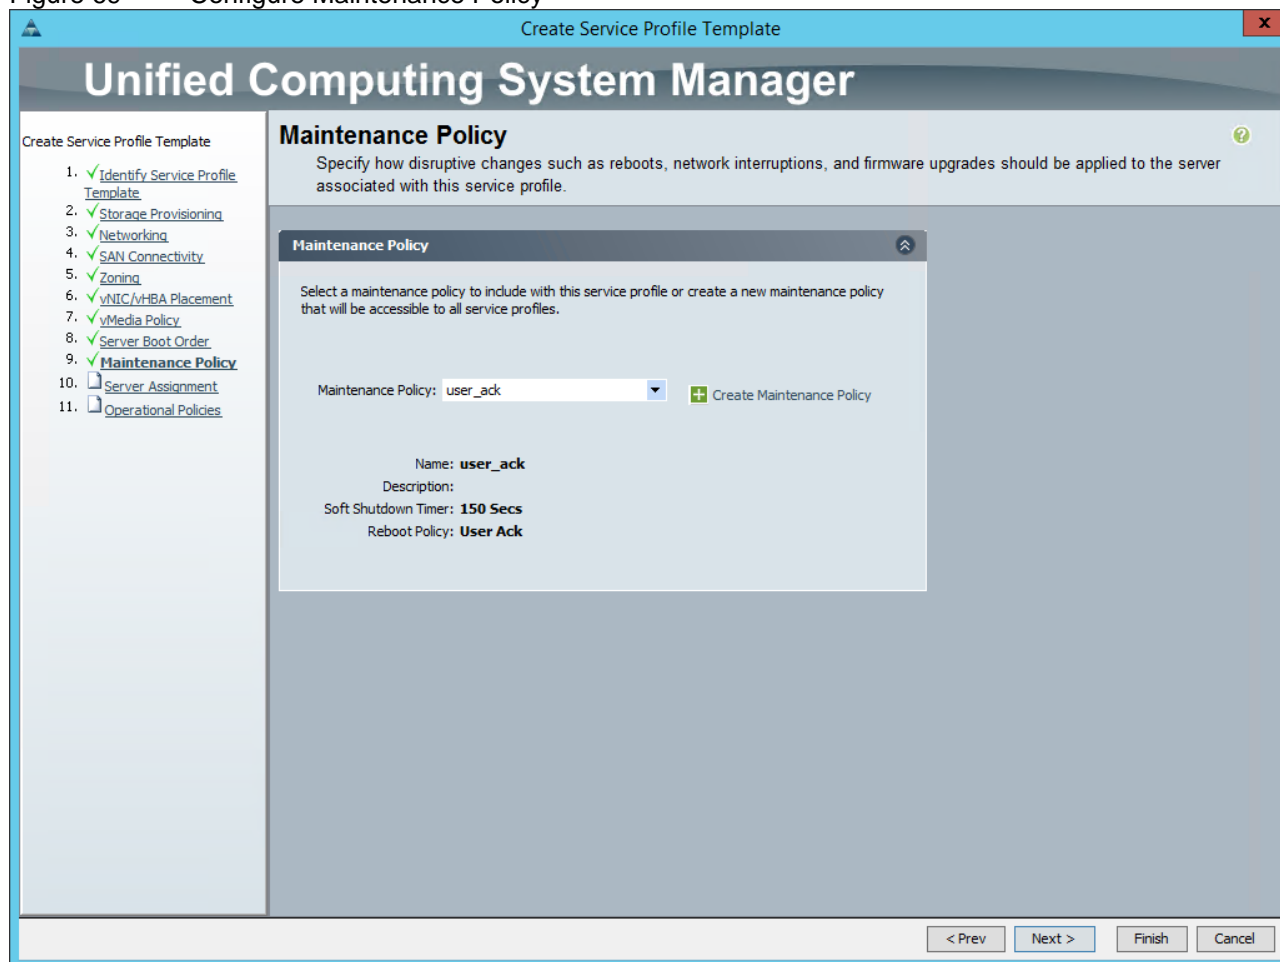 Configure Maintenance Policy
Create Service Profile Template
x
Unified Computing System Manager
Create Service Profile Template
1. Identify Service Profile
Template
2. Storage Provisioning
3. Networking
4. SAN Connectivity
5. Zoning
6. vNIC/vHBA Placement
7. vMedia Policy
8. Server Boot Order
9. Maintenance Policy
10. Server Assignment
11. Operational Policies
Maintenance Policy
?
Specify how disruptive changes such as reboots, network interruptions, and firmware upgrades should be applied to the server
associated with this service profile.
Maintenance Policy
Select a maintenance policy to include with this service profile or create a new maintenance policy
that will be accessible to all service profiles.
Maintenance Policy: user_ack
Create Maintenance Policy
Name: user_ack
Description:
Soft Shutdown Timer: 150 Secs
Reboot Policy: User Ack
< Prev
Next >
Finish
Cancel